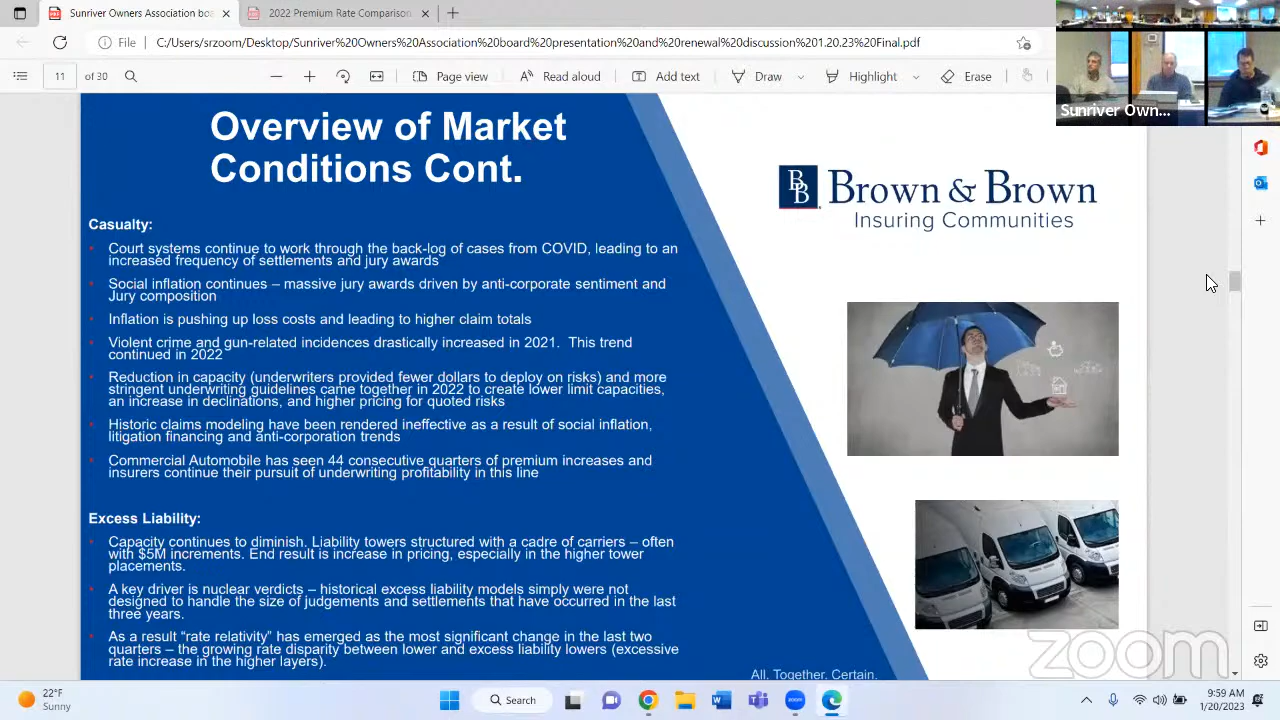 Sunriver Owners Association boa
2022 Premium Rate Comparisons f
File
C:/Users/srzoom/Desktop/Sunriver%20Owners%20Association%20board%20presentation%20and%20renewal%20discussion%201.20.23%20Final.pdf
11
of 30
Page view
Read aloud
Add text
Draw
Highlight
Erase
Sunriver Own...
Overview of Market
Conditions Cont.
BB
Brown & Brown
Insuring Communities
Casualty:
Court systems continue to work through the back-log of cases from COVID, leading to an
increased frequency of settlements and jury awards
Social inflation continues – massive jury awards driven by anti-corporate sentiment and
Jury composition
Inflation is pushing up loss costs and leading to higher claim totals
Violent crime and gun-related incidences drastically increased in 2021.  This trend
continued in 2022
Reduction in capacity (underwriters provided fewer dollars to deploy on risks) and more
stringent underwriting guidelines came together in 2022 to create lower limit capacities,
an increase in declinations, and higher pricing for quoted risks
Historic claims modeling have been rendered ineffective as a result of social inflation,
litigation financing and anti-corporation trends
Commercial Automobile has seen 44 consecutive quarters of premium increases and
insurers continue their pursuit of underwriting profitability in this line
Excess Liability:
Capacity continues to diminish. Liability towers structured with a cadre of carriers – often
with $5M increments. End result is increase in pricing, especially in the higher tower
placements.
A key driver is nuclear verdicts – historical excess liability models simply were not
designed to handle the size of judgements and settlements that have occurred in the last
three years.
As a result “rate relativity” has emerged as the most significant change in the last two
quarters – the growing rate disparity between lower and excess liability lowers (excessive
rate increase in the higher layers).
All. Together. Certain.
zoom
22°F
Sunny
Search
9:59 AM
1/20/2023